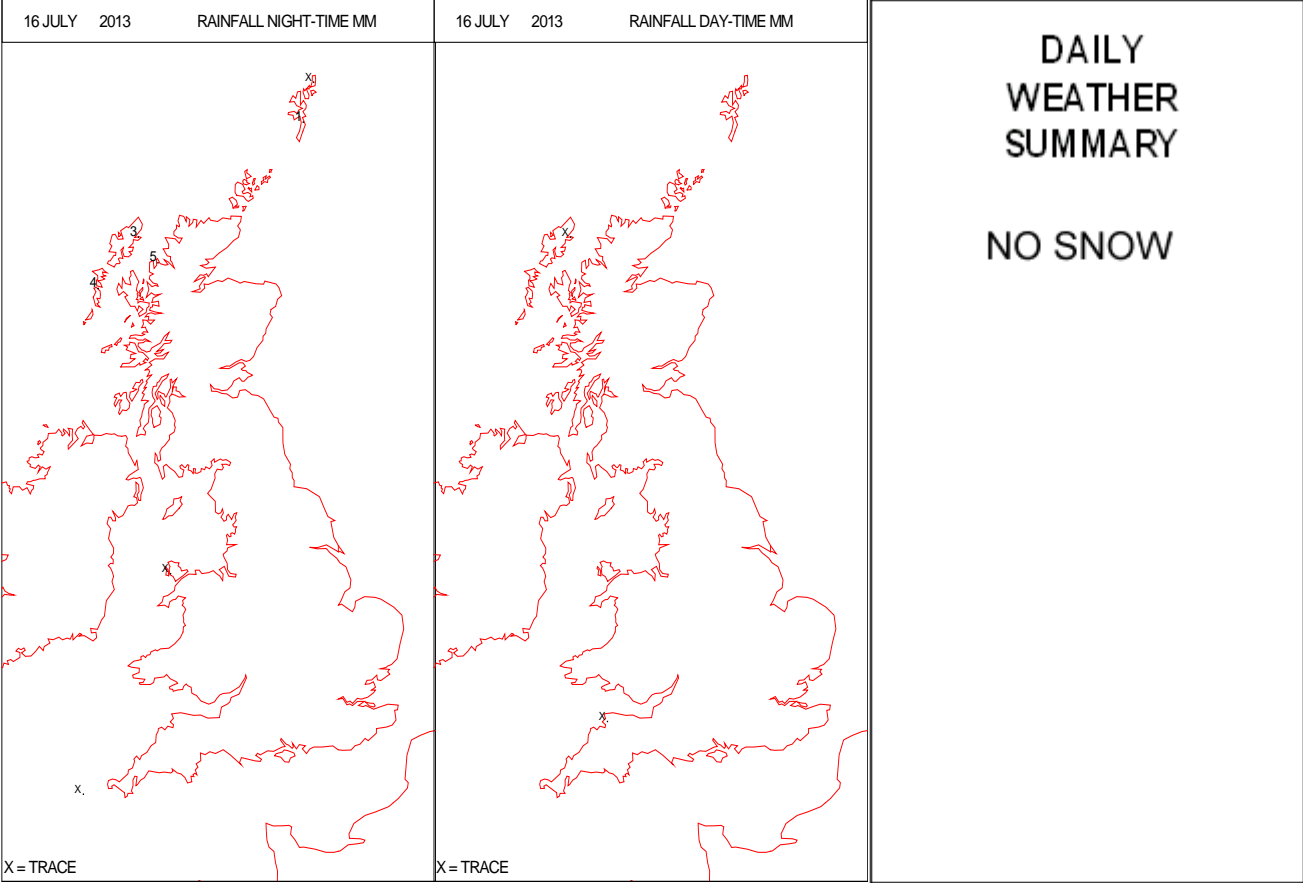 16 JULY 2013 RAINFALL NIGHT-TIME MM
X
1
3
5
4
X
X
X = TRACE
16 JULY 2013 RAINFALL DAY-TIME MM
X
X
X = TRACE
DAILY
WEATHER
SUMMARY
NO SNOW